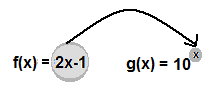 f(x) = 2x-1 g(x) = 10^x